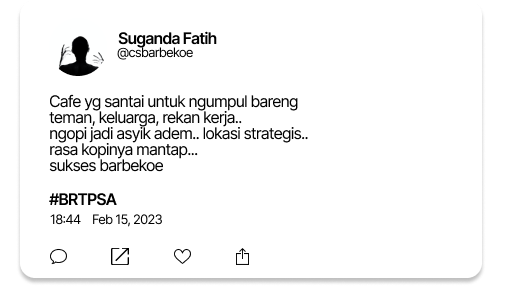 Suganda Fatih
@csbarbekoe
Cafe yg santai untuk ngumpul bareng
teman, keluarga, rekan kerja..
ngopi jadi asyik adem.. lokasi strategis..
rasa kopinya mantap...
sukses barbekoe
#BRTPSA
18:44 Feb 15, 2023